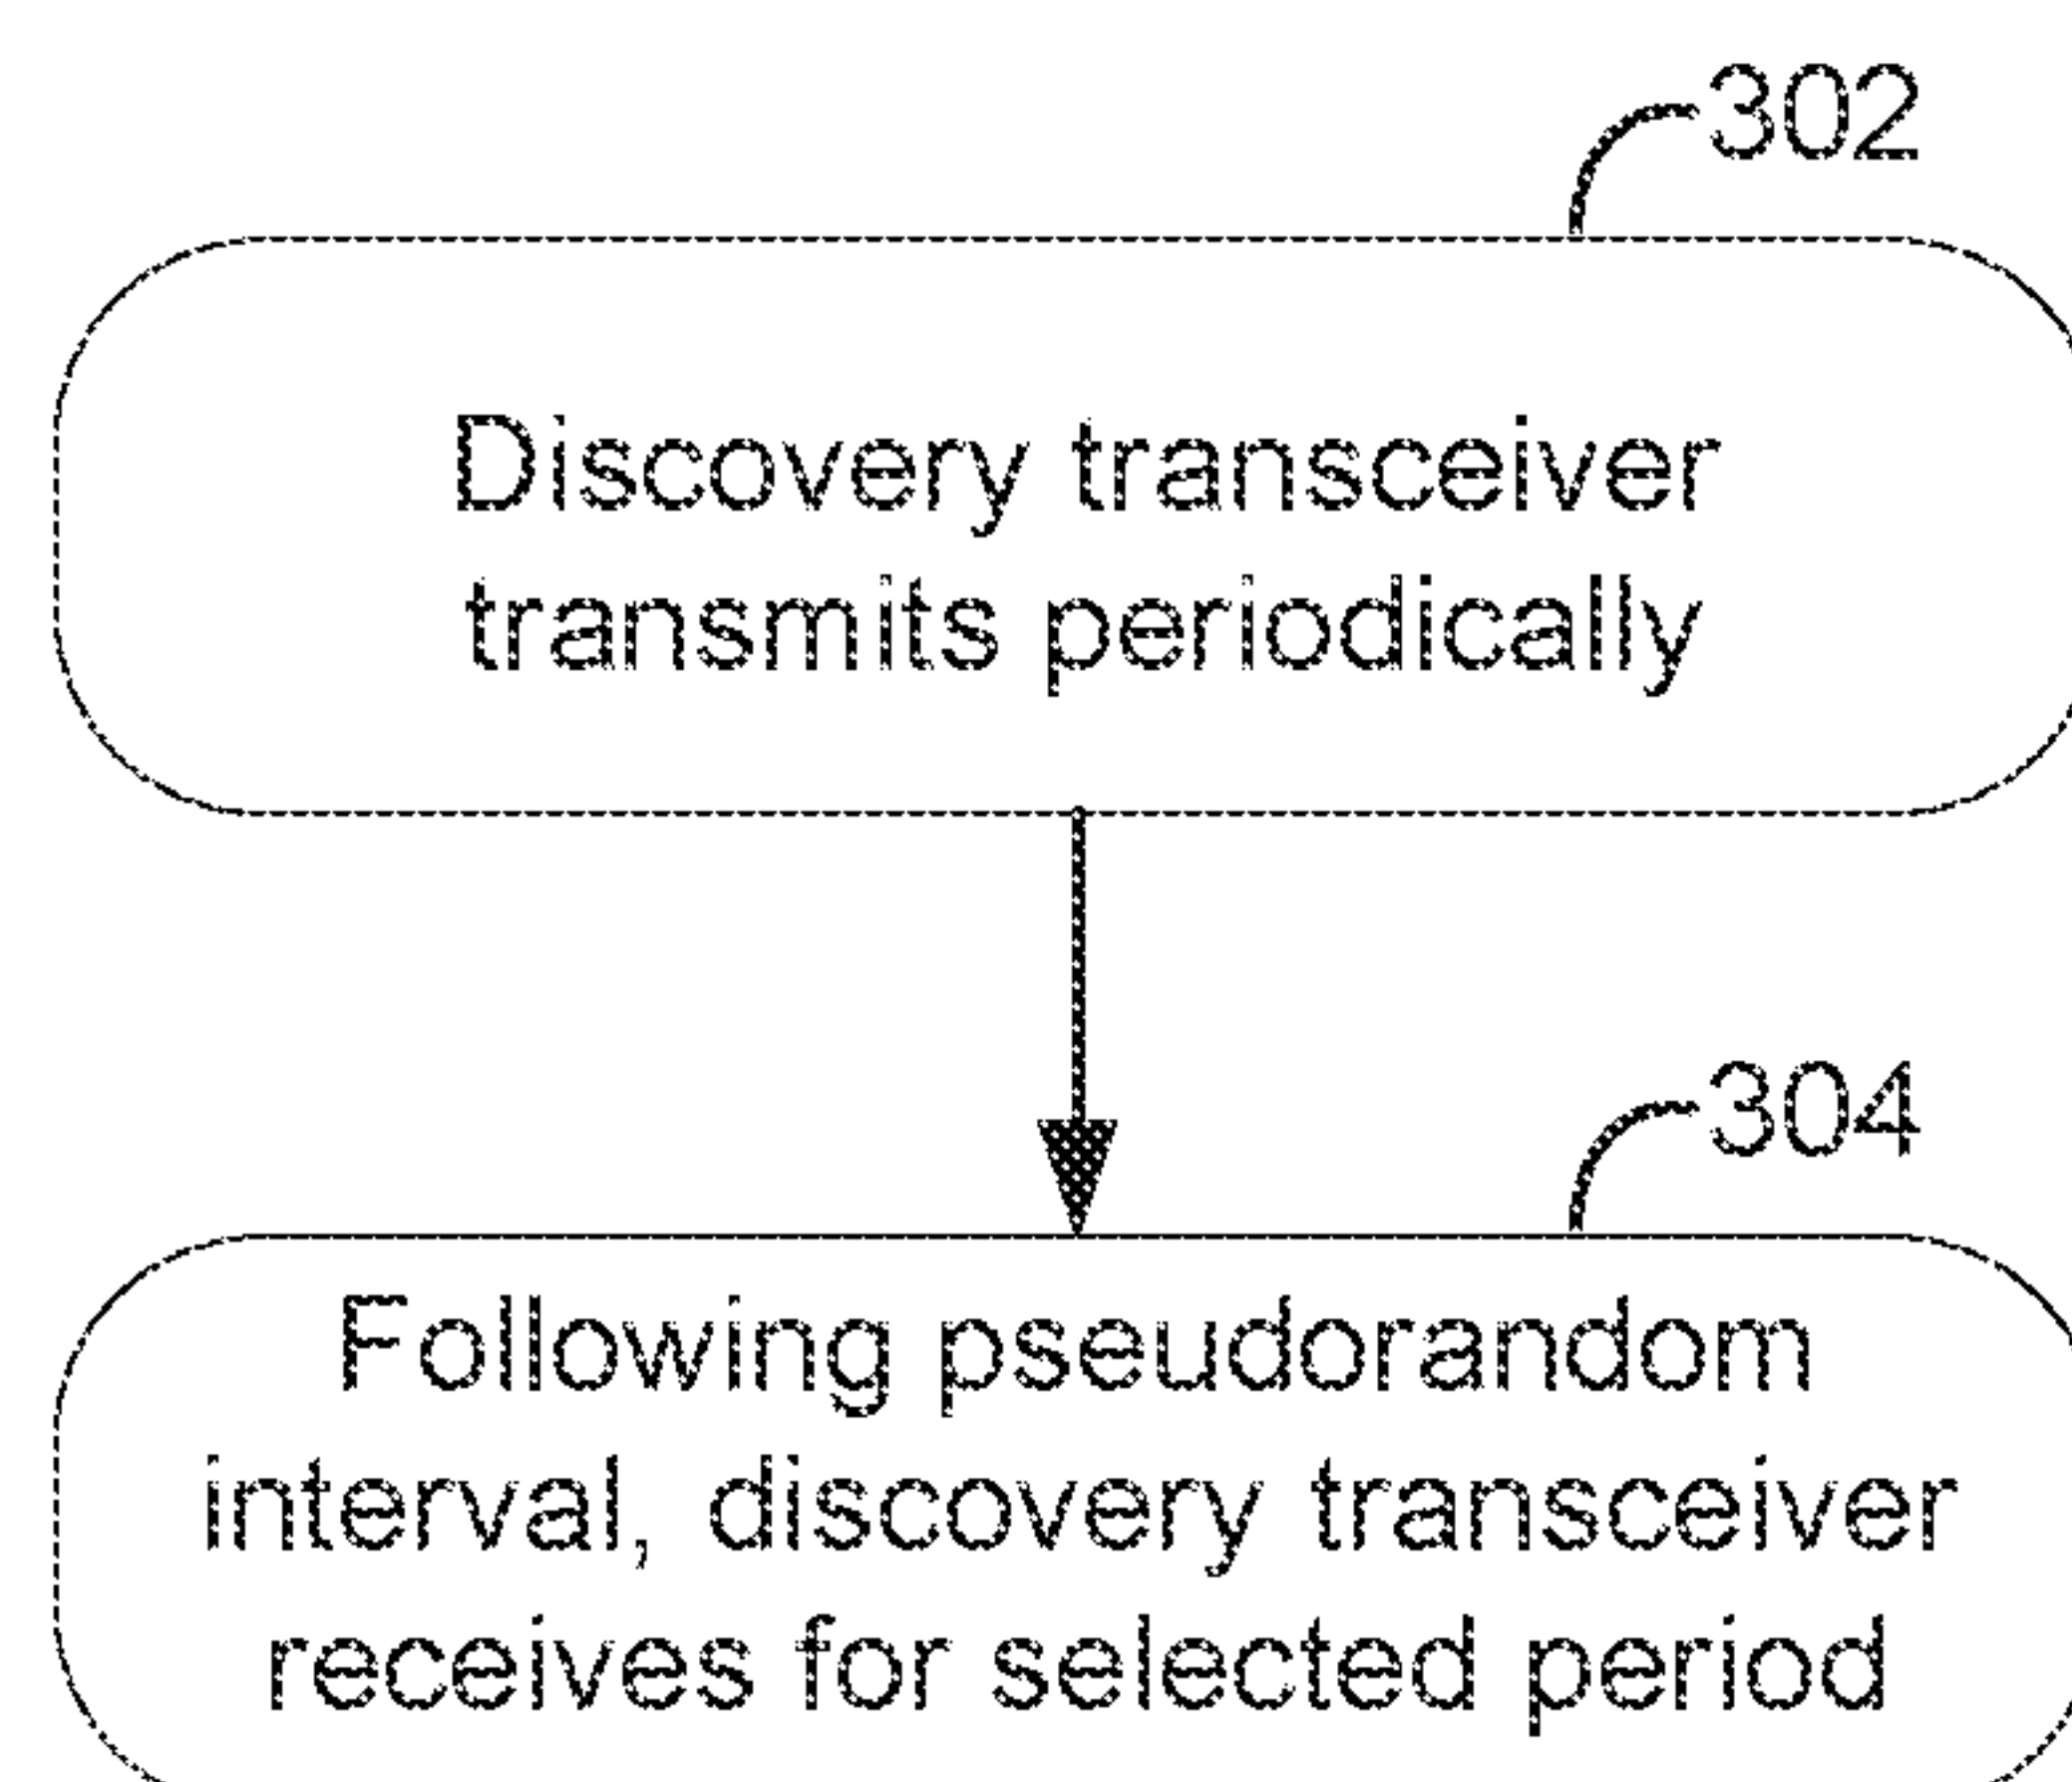 302
Discovery transceiver
transmits periodically
304
Following pseudorandom
interval, discovery transceiver
receives for selected period